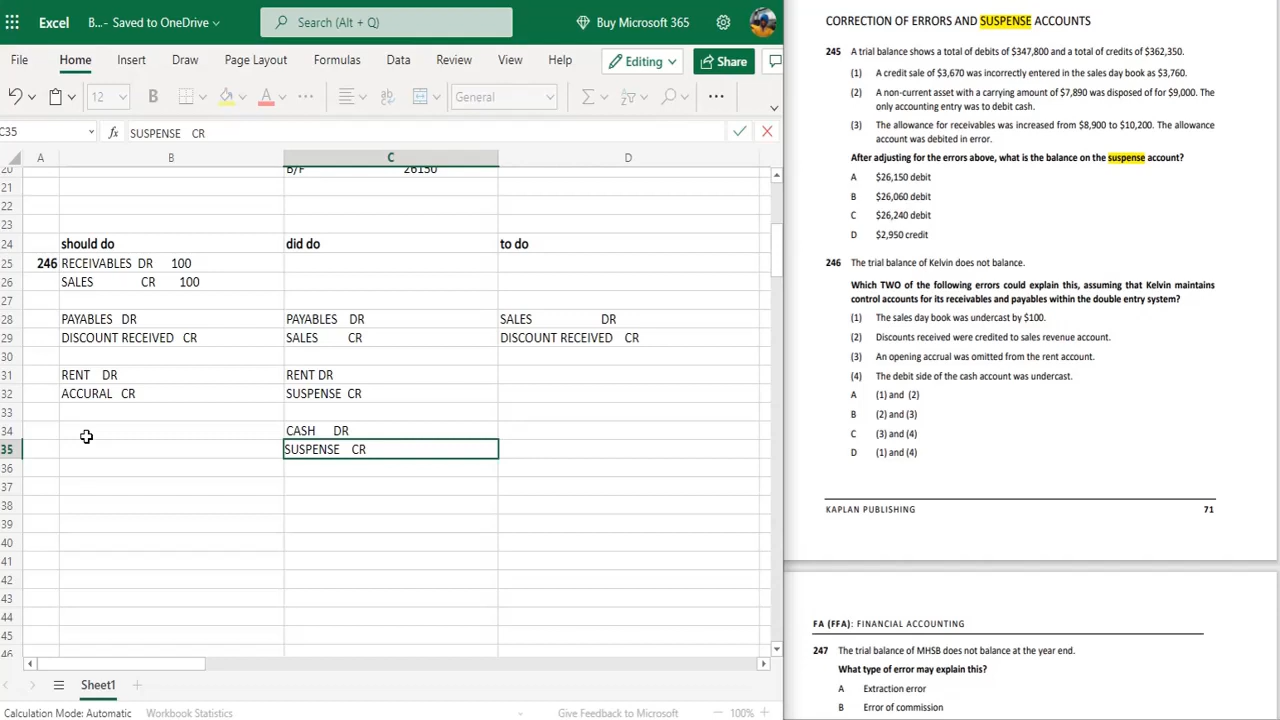 Excel B...- Saved to OneDrive Search (Alt + Q) Buy Microsoft 365
File Home Insert Draw Page Layout Formulas Data Review View Help Editing Share
12 B A ab General Σ ...
C35 fx SUSPENSE CR
A B C D
20 B/F 26150
21
22
23
24 should do did do to do
25 246 RECEIVABLES DR 100
26 SALES CR 100
27
28 PAYABLES DR PAYABLES DR SALES DR
29 DISCOUNT RECEIVED CR SALES CR DISCOUNT RECEIVED CR
30
31 RENT DR RENT DR
32 ACCURAL CR SUSPENSE CR
33
34 CASH DR
35 SUSPENSE CR
36
37
38
39
40
41
42
43
44
45
46
Sheet1
Calculation Mode: Automatic Workbook Statistics Give Feedback to Microsoft 100%
CORRECTION OF ERRORS AND SUSPENSE ACCOUNTS
245 A trial balance shows a total of debits of $347,800 and a total of credits of $362,350.
(1) A credit sale of $3,670 was incorrectly entered in the sales day book as $3,760.
(2) A non-current asset with a carrying amount of $7,890 was disposed of for $9,000. The
only accounting entry was to debit cash.
(3) The allowance for receivables was increased from $8,900 to $10,200. The allowance
account was debited in error.
After adjusting for the errors above, what is the balance on the suspense account?
A $26,150 debit
B $26,060 debit
C $26,240 debit
D $2,950 credit
246 The trial balance of Kelvin does not balance.
Which TWO of the following errors could explain this, assuming that Kelvin maintains
control accounts for its receivables and payables within the double entry system?
(1) The sales day book was undercast by $100.
(2) Discounts received were credited to sales revenue account.
(3) An opening accrual was omitted from the rent account.
(4) The debit side of the cash account was undercast.
A (1) and (2)
B (2) and (3)
C (3) and (4)
D (1) and (4)
KAPLAN PUBLISHING 71
FA (FFA): FINANCIAL ACCOUNTING
247 The trial balance of MHSB does not balance at the year end.
What type of error may explain this?
A Extraction error
B Error of commission